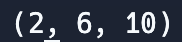 (2, 6, 10)